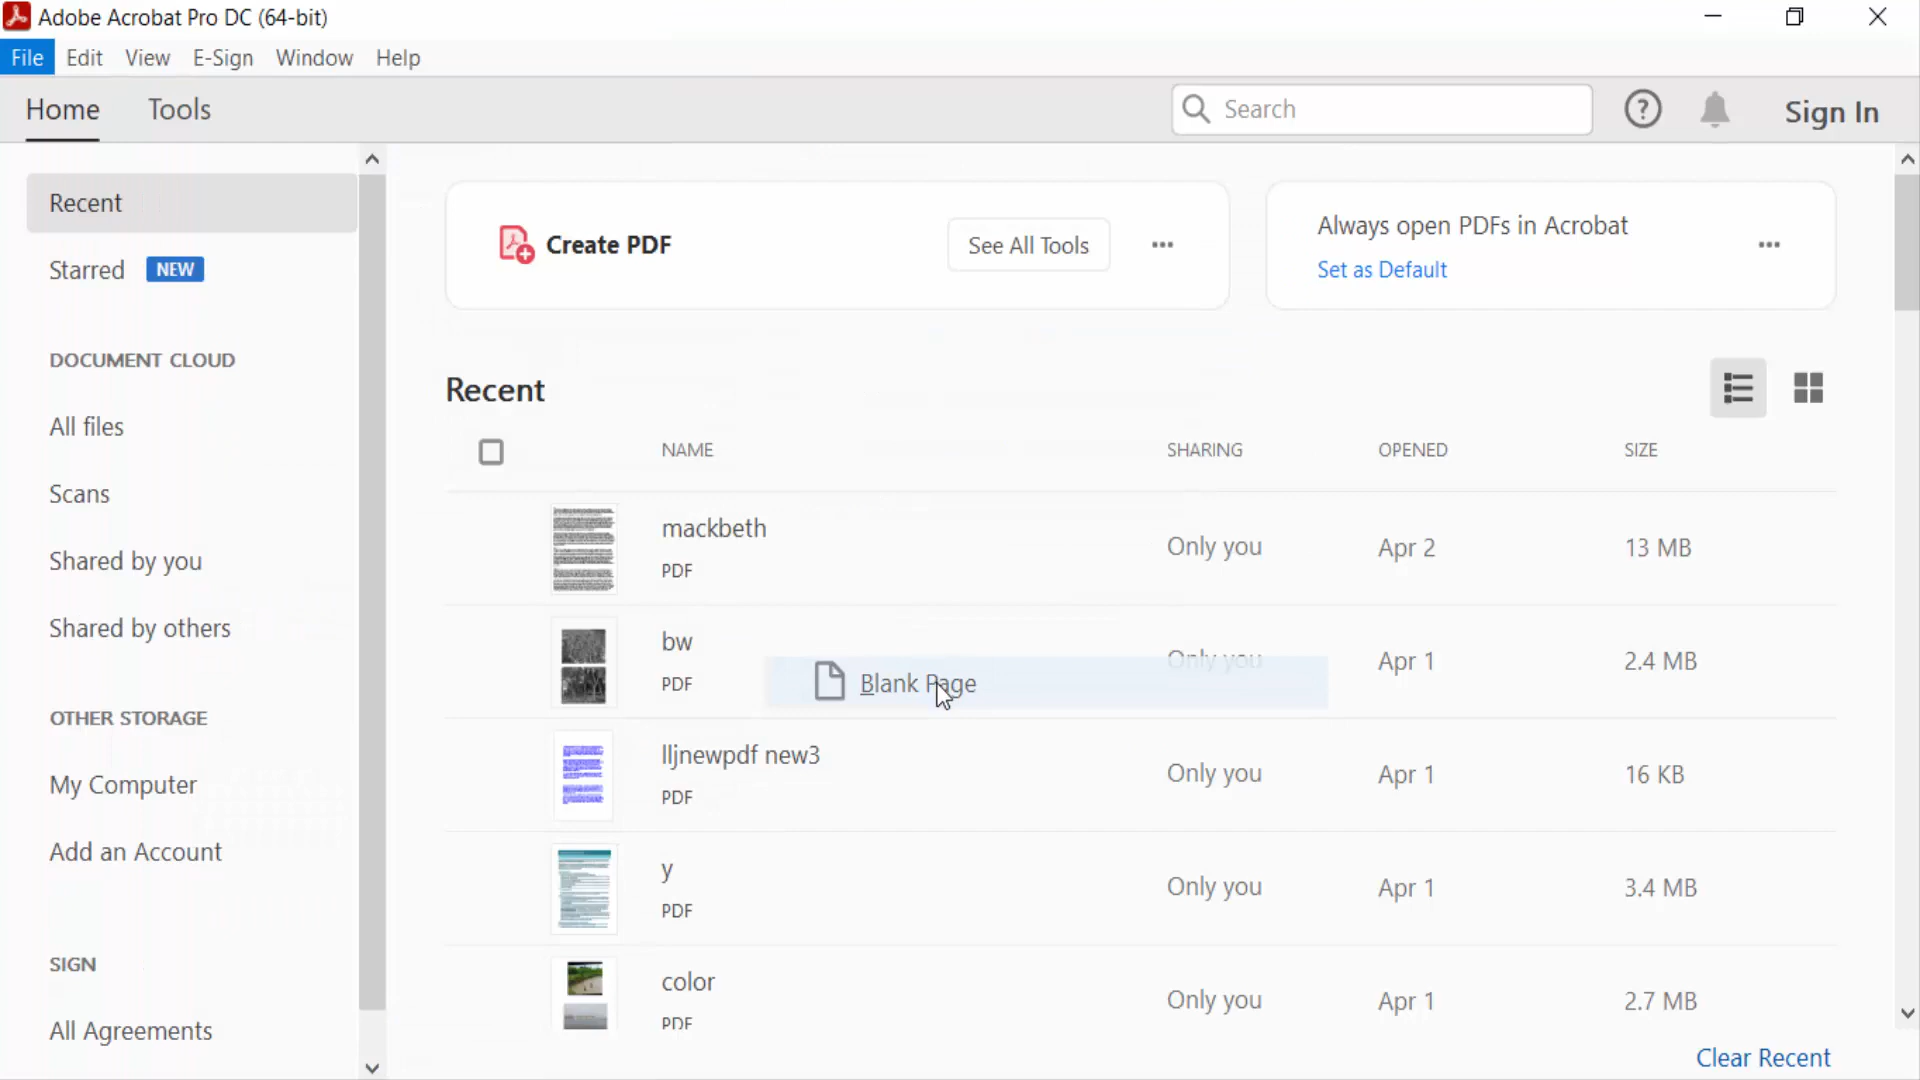 Adobe Acrobat Pro DC (64-bit)
File Edit View E-Sign Window Help
Home Tools
Search
Sign In
Recent
Starred NEW
DOCUMENT CLOUD
All files
Scans
Shared by you
Shared by others
OTHER STORAGE
My Computer
Add an Account
SIGN
All Agreements
Create PDF
See All Tools
Always open PDFs in Acrobat
Set as Default
Recent
NAME SHARING OPENED SIZE
mackbeth
PDF
Only you Apr 2 13 MB
bw
PDF
Only you Apr 1 2.4 MB
Blank Page
lljnewpdf new3
PDF
Only you Apr 1 16 KB
y
PDF
Only you Apr 1 3.4 MB
color
PDF
Only you Apr 1 2.7 MB
Clear Recent